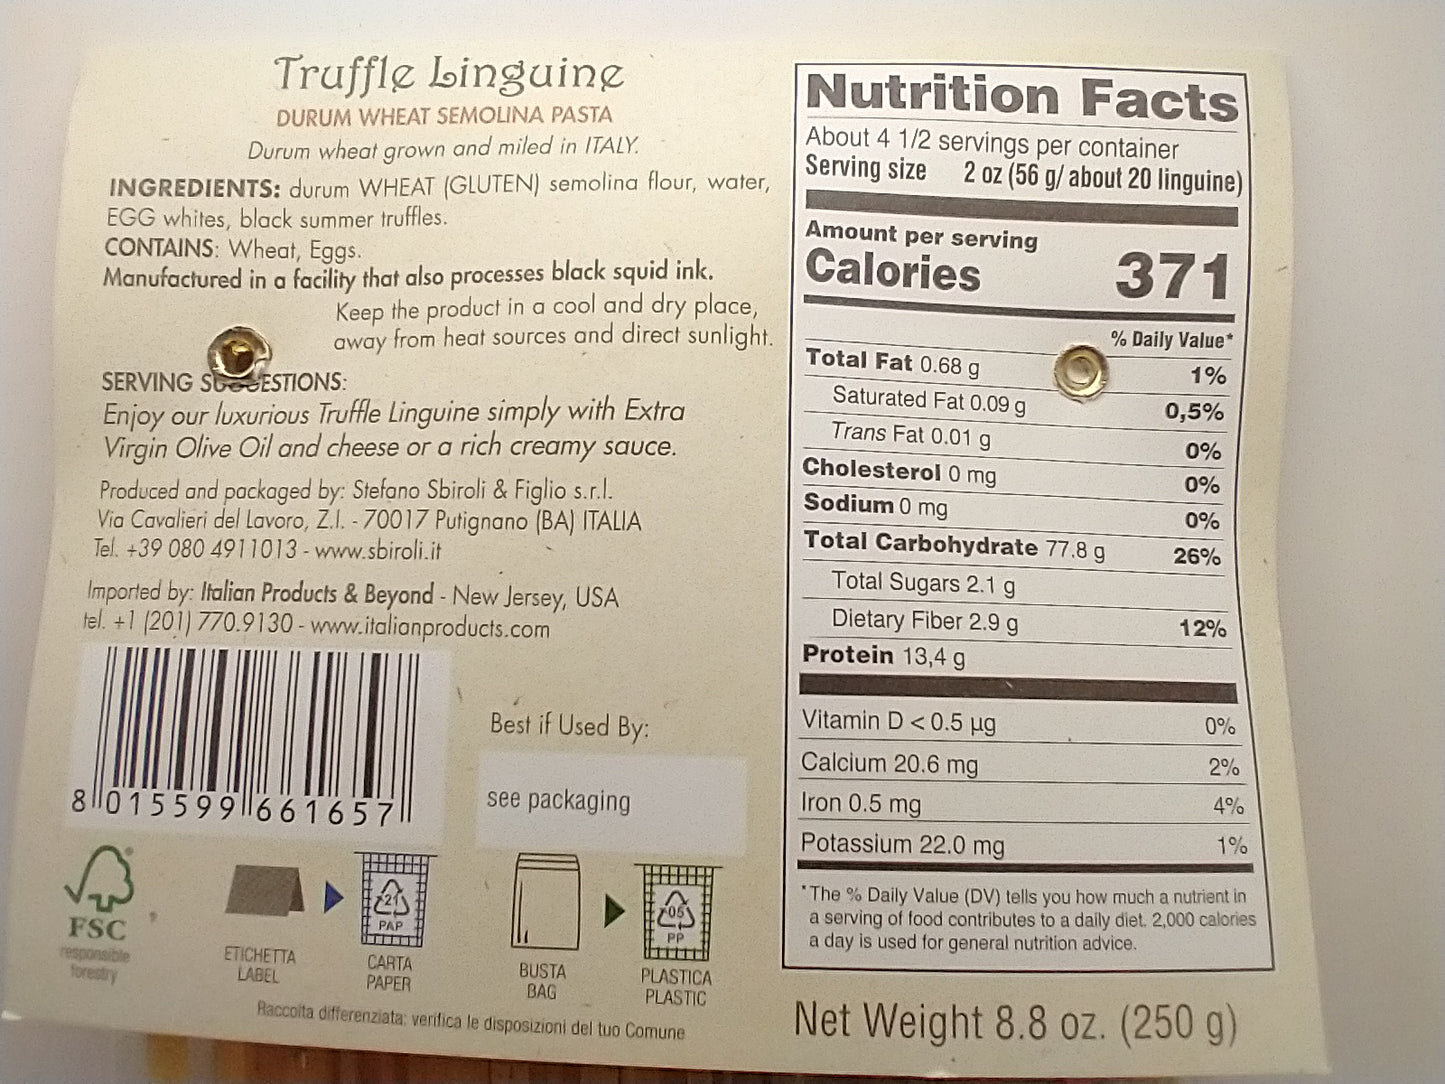 Truffle Linguine
DURUM WHEAT SEMOLINA PASTA
Durum wheat grown and miled in ITALY.
INGREDIENTS: durum WHEAT (GLUTEN) semolina flour, water,
EGG whites, black summer truffles.
CONTAINS: Wheat, Eggs.
Manufactured in a facility that also processes black squid ink.
Keep the product in a cool and dry place,
away from heat sources and direct sunlight.
SERVING SUGGESTIONS:
Enjoy our luxurious Truffle Linguine simply with Extra
Virgin Olive Oil and cheese or a rich creamy sauce.
Produced and packaged by: Stefano Sbiroli & Figlio s.r.l.
Via Cavalieri del Lavoro, Z.I. - 70017 Putignano (BA) ITALIA
Tel. +39 080 4911013 - www.sbiroli.it
Imported by: Italian Products & Beyond - New Jersey, USA
tel. +1 (201) 770.9130 - www.italianproducts.com
8 015599 661657
Best if Used By:
see packaging
FSC
responsible
forestry
ETICHETTA
LABEL
21
PAP
CARTA
PAPER
BUSTA
BAG
05
PP
PLASTICA
PLASTIC
Raccolta differenziata: verifica le disposizioni del tuo Comune
Nutrition Facts
About 4 1/2 servings per container
Serving size 2 oz (56 g/ about 20 linguine)
Amount per serving
Calories 371
% Daily Value*
Total Fat 0.68 g 1%
Saturated Fat 0.09 g 0,5%
Trans Fat 0.01 g 0%
Cholesterol 0 mg 0%
Sodium 0 mg 0%
Total Carbohydrate 77.8 g 26%
Total Sugars 2.1 g
Dietary Fiber 2.9 g 12%
Protein 13,4 g
Vitamin D < 0.5 µg 0%
Calcium 20.6 mg 2%
Iron 0.5 mg 4%
Potassium 22.0 mg 1%
*The % Daily Value (DV) tells you how much a nutrient in
a serving of food contributes to a daily diet. 2,000 calories
a day is used for general nutrition advice.
Net Weight 8.8 oz. (250 g)